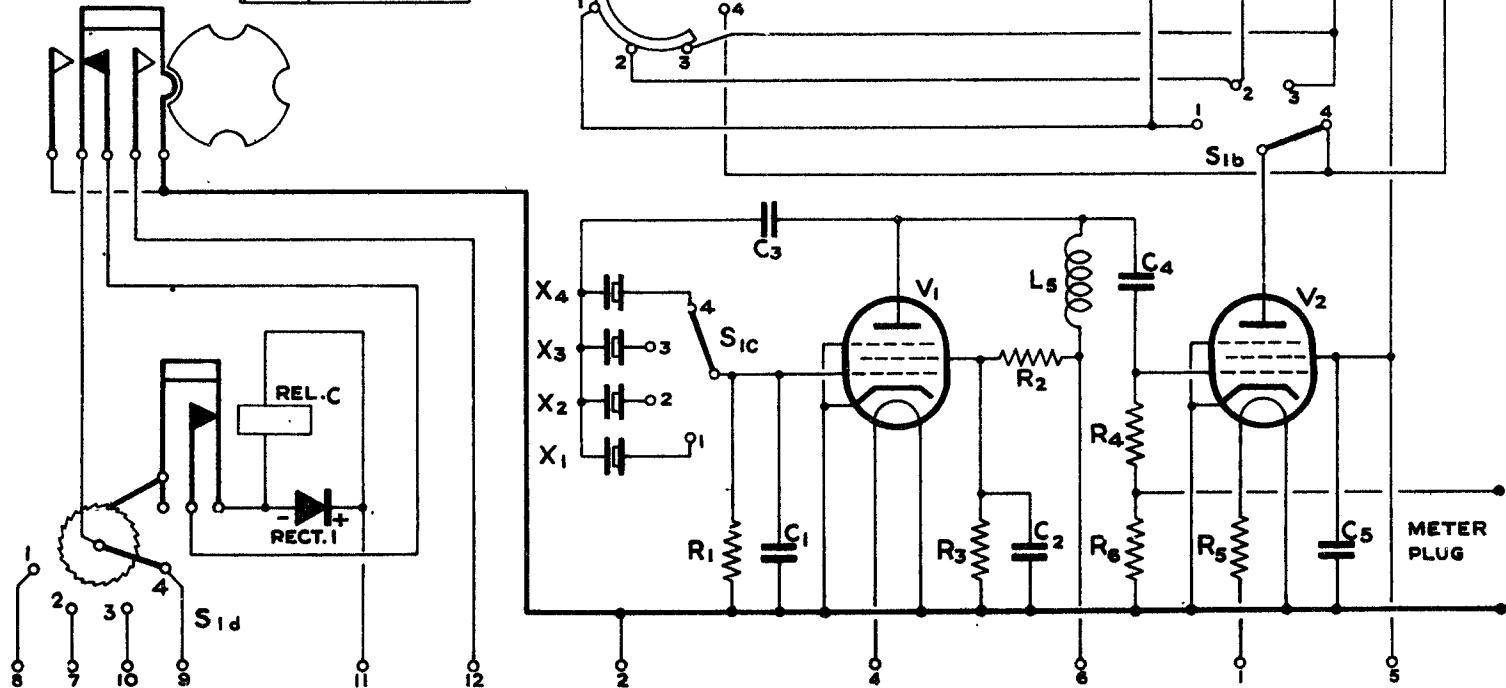 1
4
2
3
2
3
1
4
S1b
C3
X4
4
L5
C4
V1
V2
S1C
X3
3
R2
REL.C
X2
2
R4
X1
1
- +
RECT.1
R1
C1
R3
C2
R6
R5
C5
METER
PLUG
1
4
2
3
S1d
8
7
10
9
11
12
2
4
6
1
5